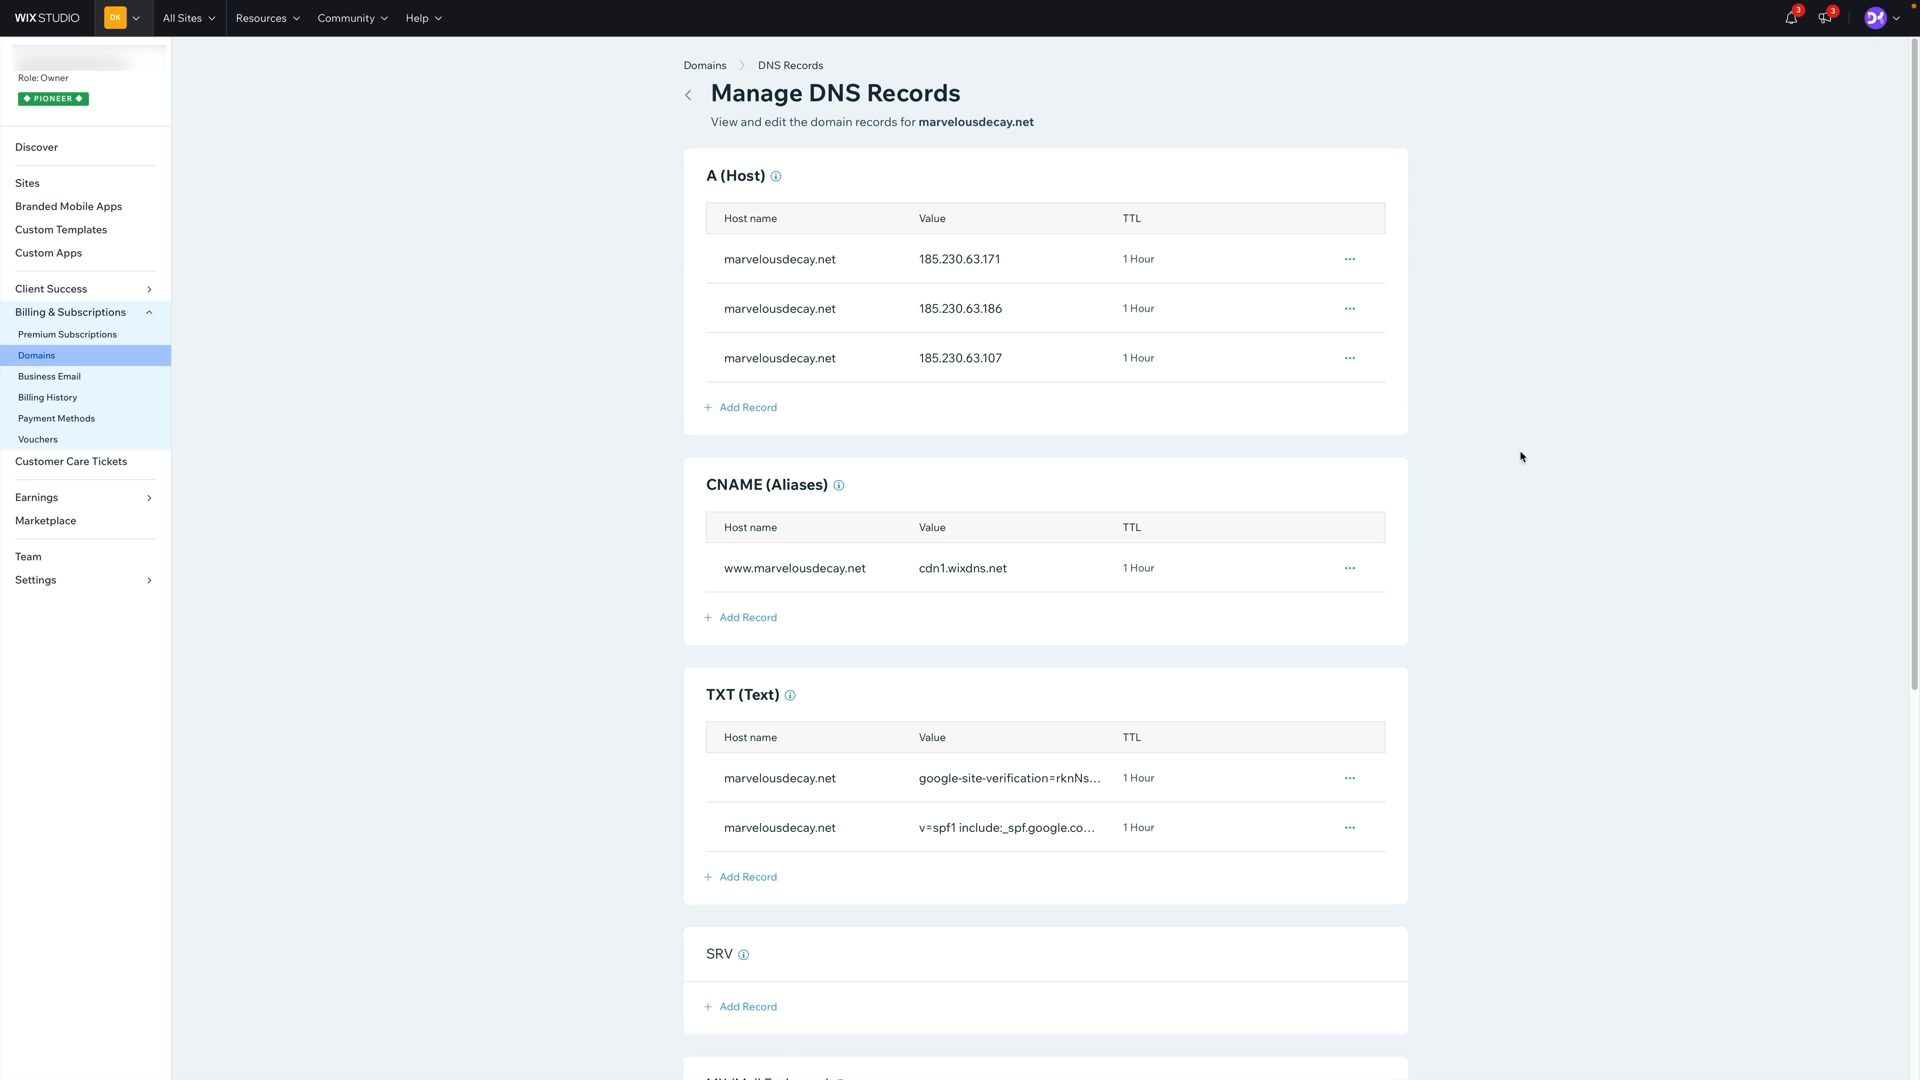 WIX STUDIO
DK
All Sites
Resources
Community
Help
3
3
Role: Owner
PIONEER
Discover
Sites
Branded Mobile Apps
Custom Templates
Custom Apps
Client Success
Billing & Subscriptions
Premium Subscriptions
Domains
Business Email
Billing History
Payment Methods
Vouchers
Customer Care Tickets
Earnings
Marketplace
Team
Settings
Domains > DNS Records
Manage DNS Records
View and edit the domain records for marvelousdecay.net
A (Host)
Host name Value TTL
marvelousdecay.net 185.230.63.171 1 Hour
marvelousdecay.net 185.230.63.186 1 Hour
marvelousdecay.net 185.230.63.107 1 Hour
+ Add Record
CNAME (Aliases)
Host name Value TTL
www.marvelousdecay.net cdn1.wixdns.net 1 Hour
+ Add Record
TXT (Text)
Host name Value TTL
marvelousdecay.net google-site-verification=rknNs... 1 Hour
marvelousdecay.net v=spf1 include:_spf.google.co... 1 Hour
+ Add Record
SRV
+ Add Record